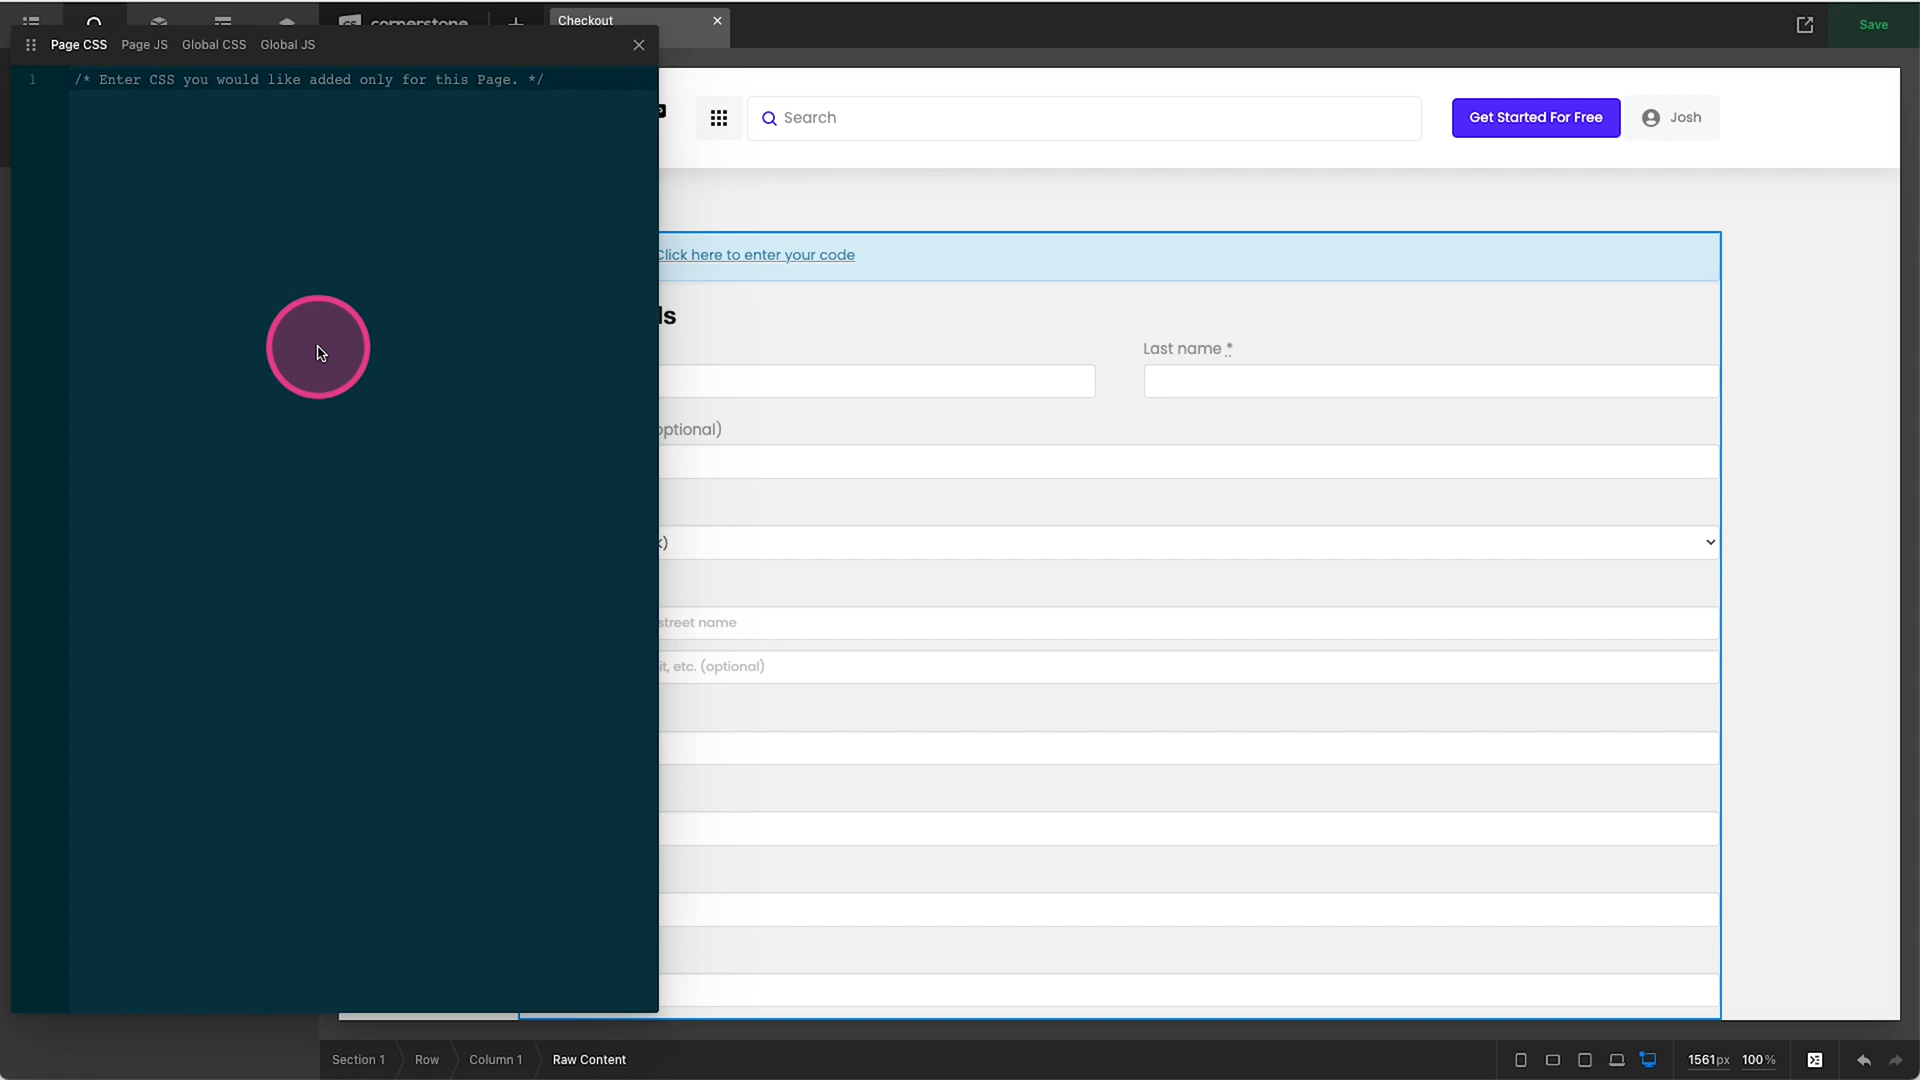 cornerstone
Checkout
Save
Page CSS Page JS Global CSS Global JS
1 /* Enter CSS you would like added only for this Page. */
Search
Get Started For Free
Josh
Click here to enter your code
ls
Last name *
optional)
)
street name
it, etc. (optional)
Section 1 Row Column 1 Raw Content
1561px 100%